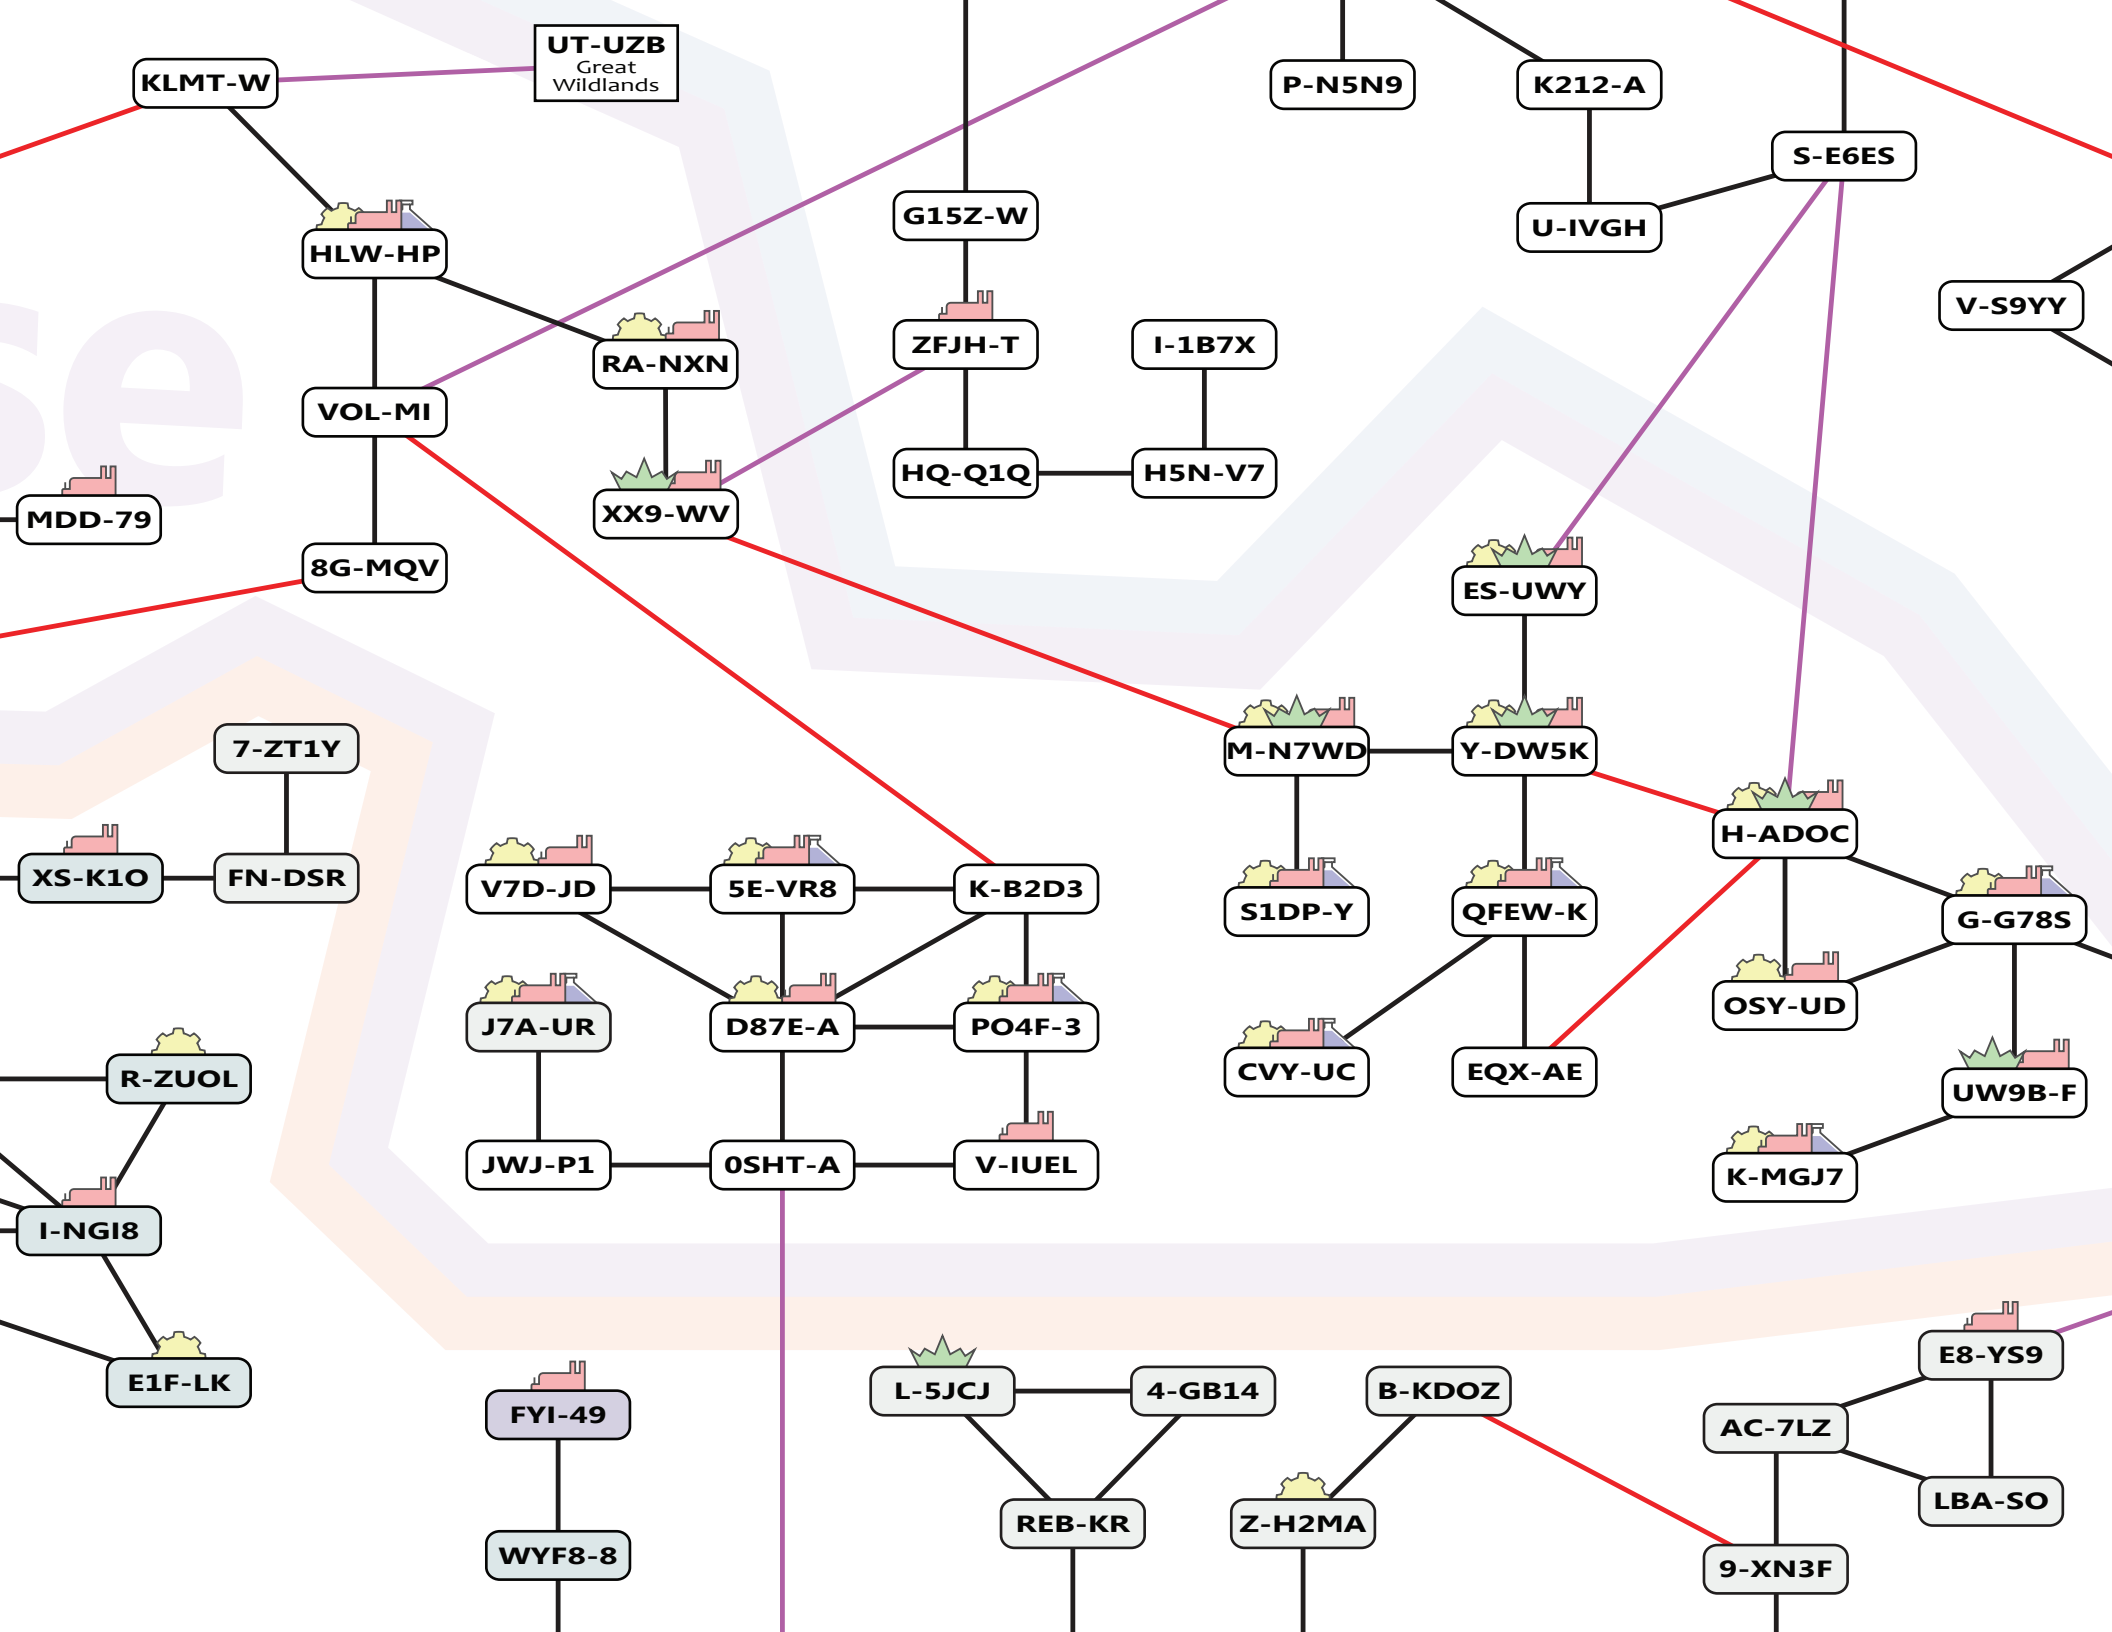 UT-UZB
Great
Wildlands
KLMT-W
P-N5N9
K212-A
S-E6ES
G15Z-W
U-IVGH
HLW-HP
V-S9YY
ZFJH-T
I-1B7X
RA-NXN
se
VOL-MI
HQ-Q1Q
H5N-V7
XX9-WV
MDD-79
8G-MQV
ES-UWY
7-ZT1Y
M-N7WD
Y-DW5K
H-ADOC
XS-K1O
FN-DSR
V7D-JD
5E-VR8
K-B2D3
S1DP-Y
QFEW-K
G-G78S
OSY-UD
J7A-UR
D87E-A
PO4F-3
R-ZUOL
CVY-UC
EQX-AE
UW9B-F
JWJ-P1
0SHT-A
V-IUEL
K-MGJ7
I-NGI8
E8-YS9
E1F-LK
L-5JCJ
4-GB14
B-KDOZ
FYI-49
AC-7LZ
LBA-SO
REB-KR
Z-H2MA
WYF8-8
9-XN3F